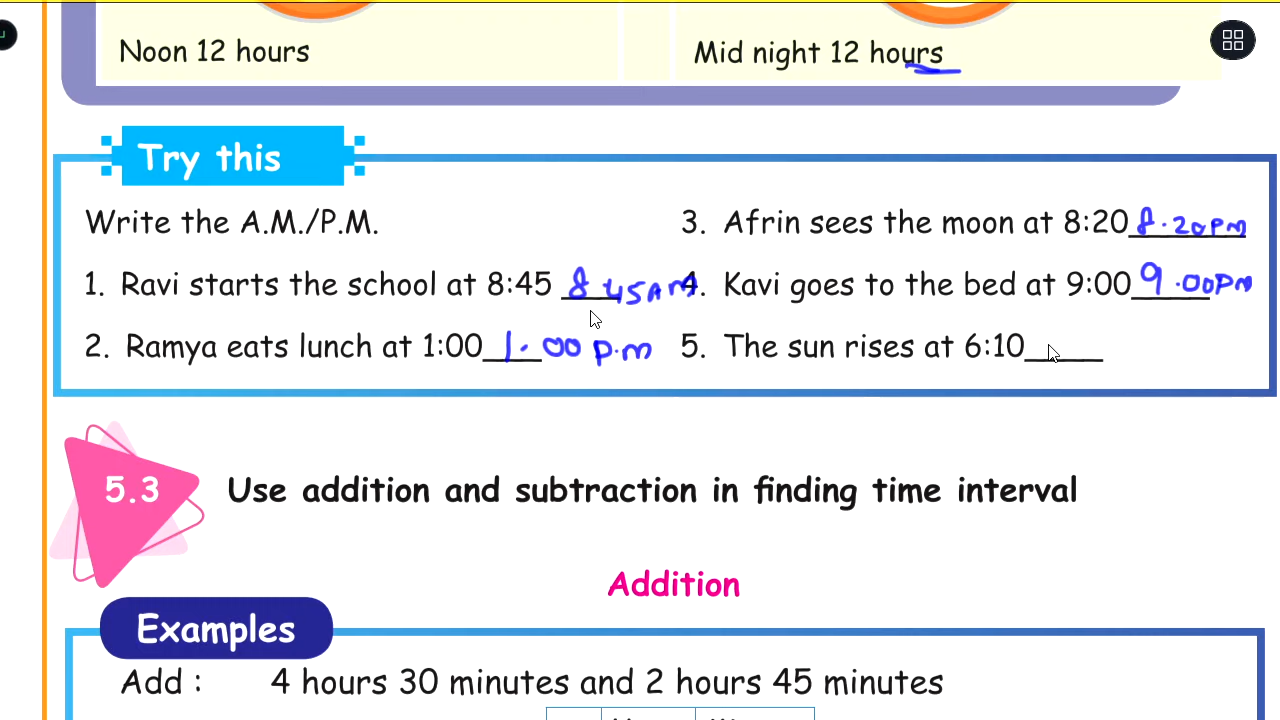 Noon 12 hours
Mid night 12 hours
Try this
Write the A.M./P.M.
1. Ravi starts the school at 8:45 8 45AM
2. Ramya eats lunch at 1:00 1.00 p.m
3. Afrin sees the moon at 8:20 8.20PM
4. Kavi goes to the bed at 9:00 9.00PM
5. The sun rises at 6:10
5.3 Use addition and subtraction in finding time interval
Addition
Examples
Add : 4 hours 30 minutes and 2 hours 45 minutes